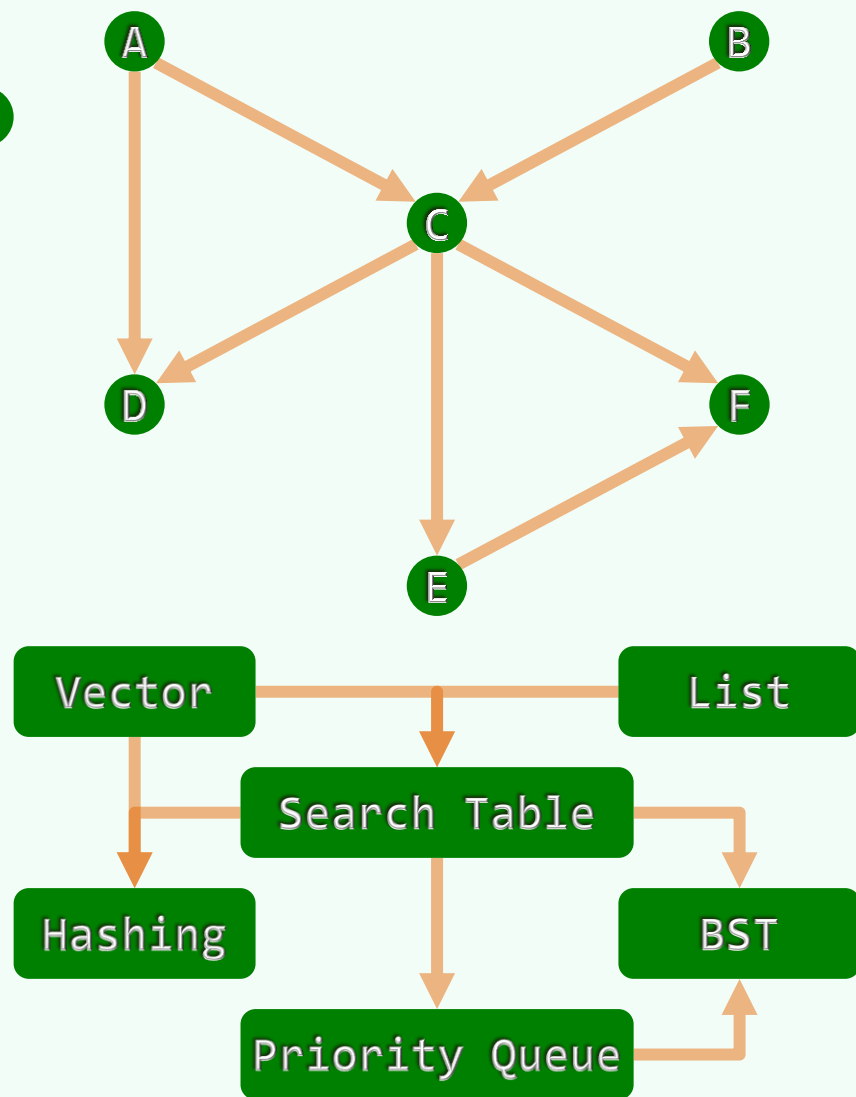 A
B
C
D
F
E
Vector
List
Search Table
Hashing
BST
Priority Queue